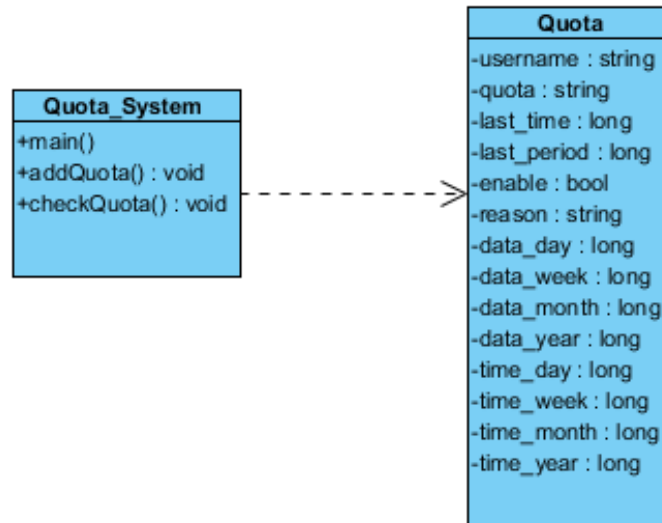 Quota_System
+main()
+addQuota() : void
+checkQuota() : void
Quota
-username : string
-quota : string
-last_time : long
-last_period : long
-enable : bool
-reason : string
-data_day : long
-data_week : long
-data_month : long
-data_year : long
-time_day : long
-time_week : long
-time_month : long
-time_year : long